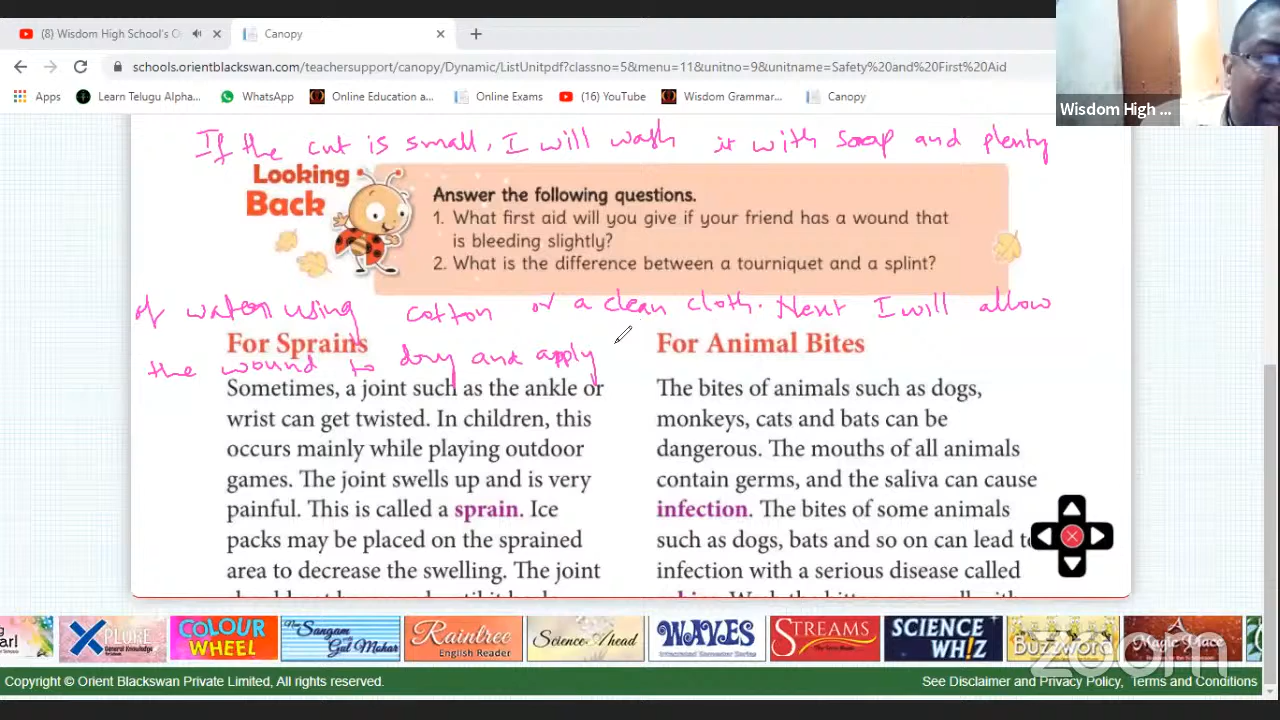 (8) Wisdom High School's O
Canopy
schools.orientblackswan.com/teachersupport/canopy/Dynamic/ListUnitpdf?classno=5&menu=11&unitno=9&unitname=Safety%20and%20First%20Aid
Apps Learn Telugu Alpha... WhatsApp Online Education a... Online Exams (16) YouTube Wisdom Grammar... Canopy
Wisdom High ...
If the cut is small, I will wash it with soap and plenty
Looking
Back
Answer the following questions.
1. What first aid will you give if your friend has a wound that
is bleeding slightly?
2. What is the difference between a tourniquet and a splint?
of water using cotton or a clean cloth. Next I will allow
the wound to dry and apply
For Sprains
Sometimes, a joint such as the ankle or
wrist can get twisted. In children, this
occurs mainly while playing outdoor
games. The joint swells up and is very
painful. This is called a sprain. Ice
packs may be placed on the sprained
area to decrease the swelling. The joint
For Animal Bites
The bites of animals such as dogs,
monkeys, cats and bats can be
dangerous. The mouths of all animals
contain germs, and the saliva can cause
infection. The bites of some animals
such as dogs, bats and so on can lead to
infection with a serious disease called
arl
XPLORE General Knowledge
COLOUR WHEEL
New Sangam with Gul Mohar
Raintree English Reader
Science Ahead
WAVES Integrated Semester Series
STREAMS
SCIENCE WH!Z
BUZZWORD
Magic Place
zoom
Copyright © Orient Blackswan Private Limited, All rights reserved.
See Disclaimer and Privacy Policy, Terms and Conditions